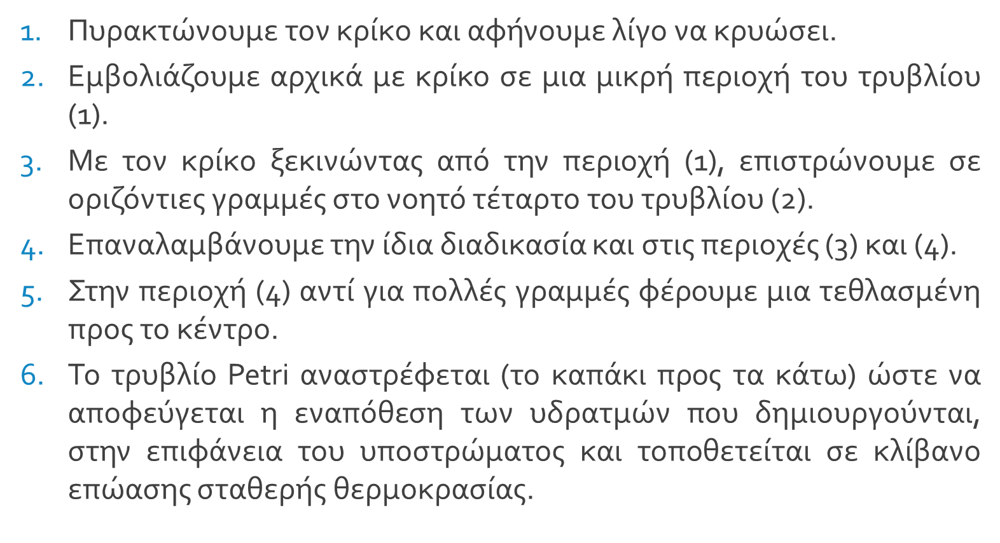 1. Πυρακτώνουμε τον κρίκο και αφήνουμε λίγο να κρυώσει.
2. Εμβολιάζουμε αρχικά με κρίκο σε μια μικρή περιοχή του τρυβλίου
(1).
3. Με τον κρίκο ξεκινώντας από την περιοχή (1), επιστρώνουμε σε
οριζόντιες γραμμές στο νοητό τέταρτο του τρυβλίου (2).
4. Επαναλαμβάνουμε την ίδια διαδικασία και στις περιοχές (3) και (4).
5. Στην περιοχή (4) αντί για πολλές γραμμές φέρουμε μια τεθλασμένη
προς το κέντρο.
6. Το τρυβλίο Petri αναστρέφεται (το καπάκι προς τα κάτω) ώστε να
αποφεύγεται η εναπόθεση των υδρατμών που δημιουργούνται,
στην επιφάνεια του υποστρώματος και τοποθετείται σε κλίβανο
επώασης σταθερής θερμοκρασίας.